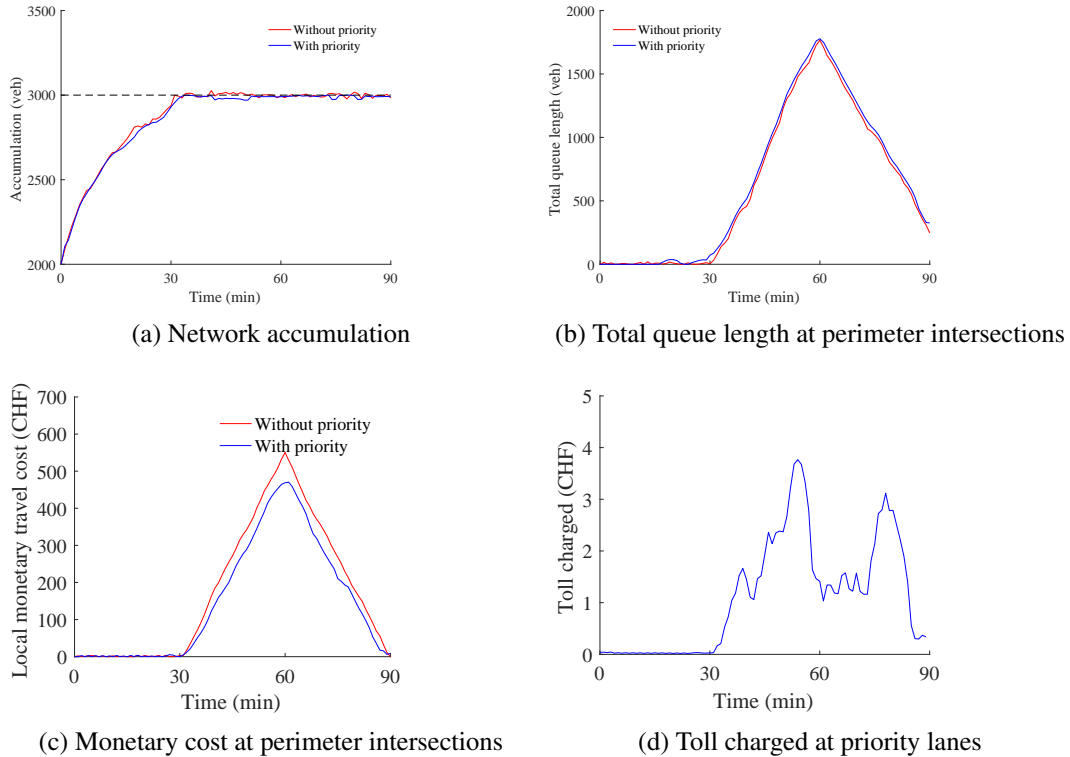 Accumulation (veh)
3500
3000
2500
2000
Without priority
With priority
0
30
60
90
Time (min)
(a) Network accumulation
Total queue length (veh)
2000
1500
1000
500
0
Without priority
With priority
0
30
60
90
Time (min)
(b) Total queue length at perimeter intersections
Local monetary travel cost (CHF)
700
600
500
400
300
200
100
0
Without priority
With priority
0
30
60
90
Time (min)
(c) Monetary cost at perimeter intersections
Toll charged (CHF)
5
4
3
2
1
0
0
30
60
90
Time (min)
(d) Toll charged at priority lanes